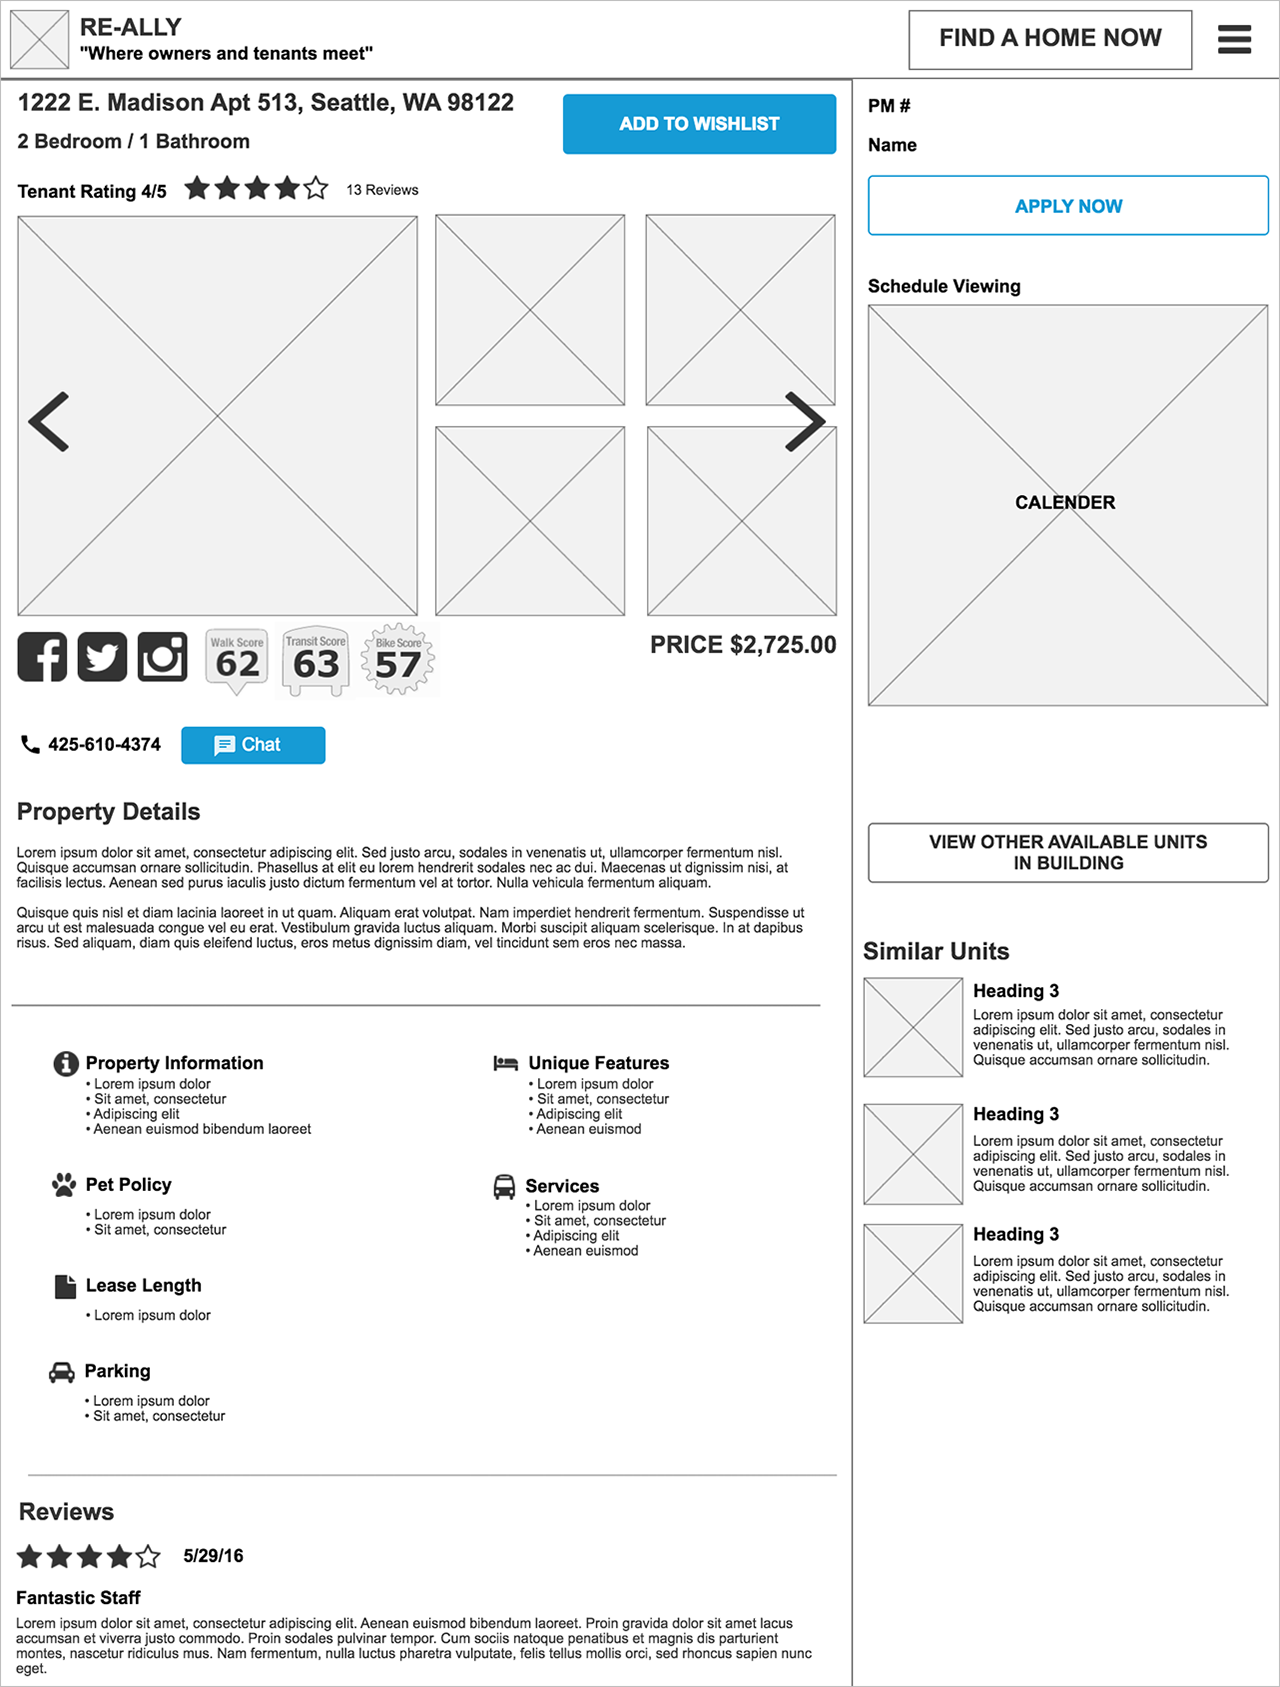 RE-ALLY
"Where owners and tenants meet"
FIND A HOME NOW
1222 E. Madison Apt 513, Seattle, WA 98122
2 Bedroom / 1 Bathroom
ADD TO WISHLIST
Tenant Rating 4/5
13 Reviews
Walk Score
62
Transit Score
63
Bike Score
57
PRICE $2,725.00
425-610-4374
Chat
Property Details
Lorem ipsum dolor sit amet, consectetur adipiscing elit. Sed justo arcu, sodales in venenatis ut, ullamcorper fermentum nisl.
Quisque accumsan ornare sollicitudin. Phasellus at elit eu lorem hendrerit sodales nec ac dui. Maecenas ut dignissim nisi, at
facilisis lectus. Aenean sed purus iaculis justo dictum fermentum vel at tortor. Nulla vehicula fermentum aliquam.
Quisque quis nisl et diam lacinia laoreet in ut quam. Aliquam erat volutpat. Nam imperdiet hendrerit fermentum. Suspendisse ut
arcu ut est malesuada congue vel eu erat. Vestibulum gravida luctus aliquam. Morbi suscipit aliquam scelerisque. In at dapibus
risus. Sed aliquam, diam quis eleifend luctus, eros metus dignissim diam, vel tincidunt sem eros nec massa.
Property Information
• Lorem ipsum dolor
• Sit amet, consectetur
• Adipiscing elit
• Aenean euismod bibendum laoreet
Pet Policy
• Lorem ipsum dolor
• Sit amet, consectetur
Lease Length
• Lorem ipsum dolor
Parking
• Lorem ipsum dolor
• Sit amet, consectetur
Unique Features
• Lorem ipsum dolor
• Sit amet, consectetur
• Adipiscing elit
• Aenean euismod
Services
• Lorem ipsum dolor
• Sit amet, consectetur
• Adipiscing elit
• Aenean euismod
Reviews
5/29/16
Fantastic Staff
Lorem ipsum dolor sit amet, consectetur adipiscing elit. Aenean euismod bibendum laoreet. Proin gravida dolor sit amet lacus
accumsan et viverra justo commodo. Proin sodales pulvinar tempor. Cum sociis natoque penatibus et magnis dis parturient
montes, nascetur ridiculus mus. Nam fermentum, nulla luctus pharetra vulputate, felis tellus mollis orci, sed rhoncus sapien nunc
eget.
PM #
Name
APPLY NOW
Schedule Viewing
CALENDER
VIEW OTHER AVAILABLE UNITS
IN BUILDING
Similar Units
Heading 3
Lorem ipsum dolor sit amet, consectetur
adipiscing elit. Sed justo arcu, sodales in
venenatis ut, ullamcorper fermentum nisl.
Quisque accumsan ornare sollicitudin.
Heading 3
Lorem ipsum dolor sit amet, consectetur
adipiscing elit. Sed justo arcu, sodales in
venenatis ut, ullamcorper fermentum nisl.
Quisque accumsan ornare sollicitudin.
Heading 3
Lorem ipsum dolor sit amet, consectetur
adipiscing elit. Sed justo arcu, sodales in
venenatis ut, ullamcorper fermentum nisl.
Quisque accumsan ornare sollicitudin.